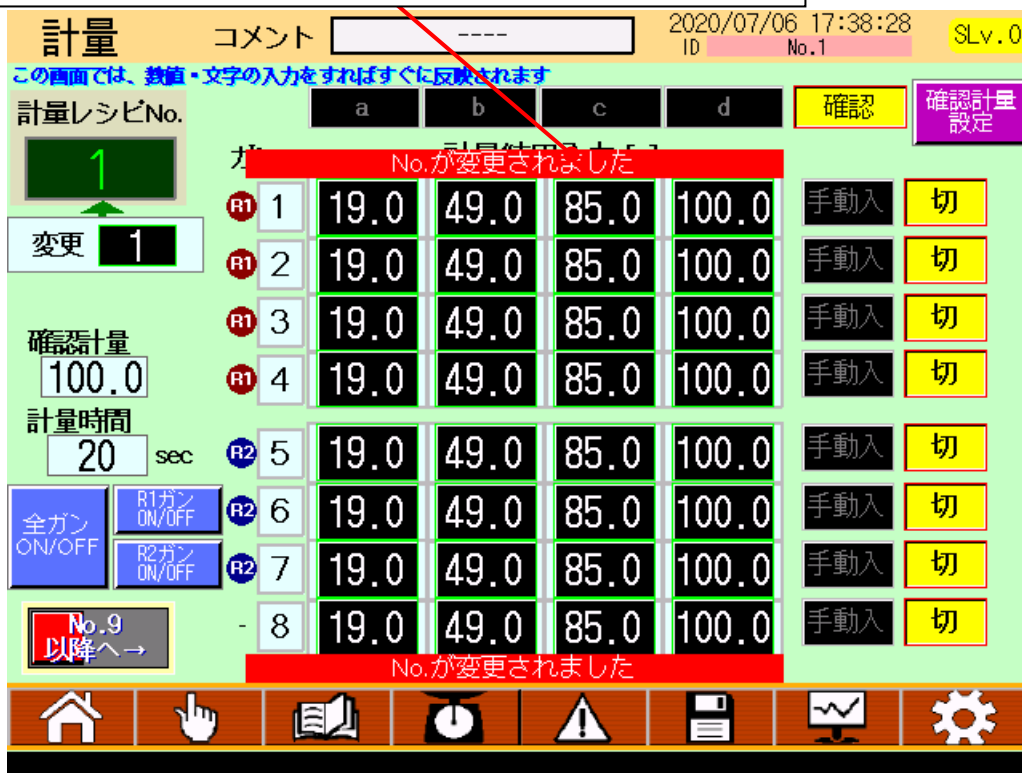 計量 コメント ---- 2020/07/06 17:38:28 SLv.0
ID No.1
この画面では、数値・文字の入力をすればすぐに反映されます
計量レシピNo. a b c d 確認 確認計量
設定
1
No.が変更されました
R1 1 19.0 49.0 85.0 100.0 手動入 切
変更 1
R1 2 19.0 49.0 85.0 100.0 手動入 切
R1 3 19.0 49.0 85.0 100.0 手動入 切
確認計量
100.0
R1 4 19.0 49.0 85.0 100.0 手動入 切
計量時間
20 sec
R2 5 19.0 49.0 85.0 100.0 手動入 切
全ガン
ON/OFF
R1ガン
ON/OFF
R2 6 19.0 49.0 85.0 100.0 手動入 切
R2ガン
ON/OFF
R2 7 19.0 49.0 85.0 100.0 手動入 切
No.9
以降へ→
- 8 19.0 49.0 85.0 100.0 手動入 切
No.が変更されました